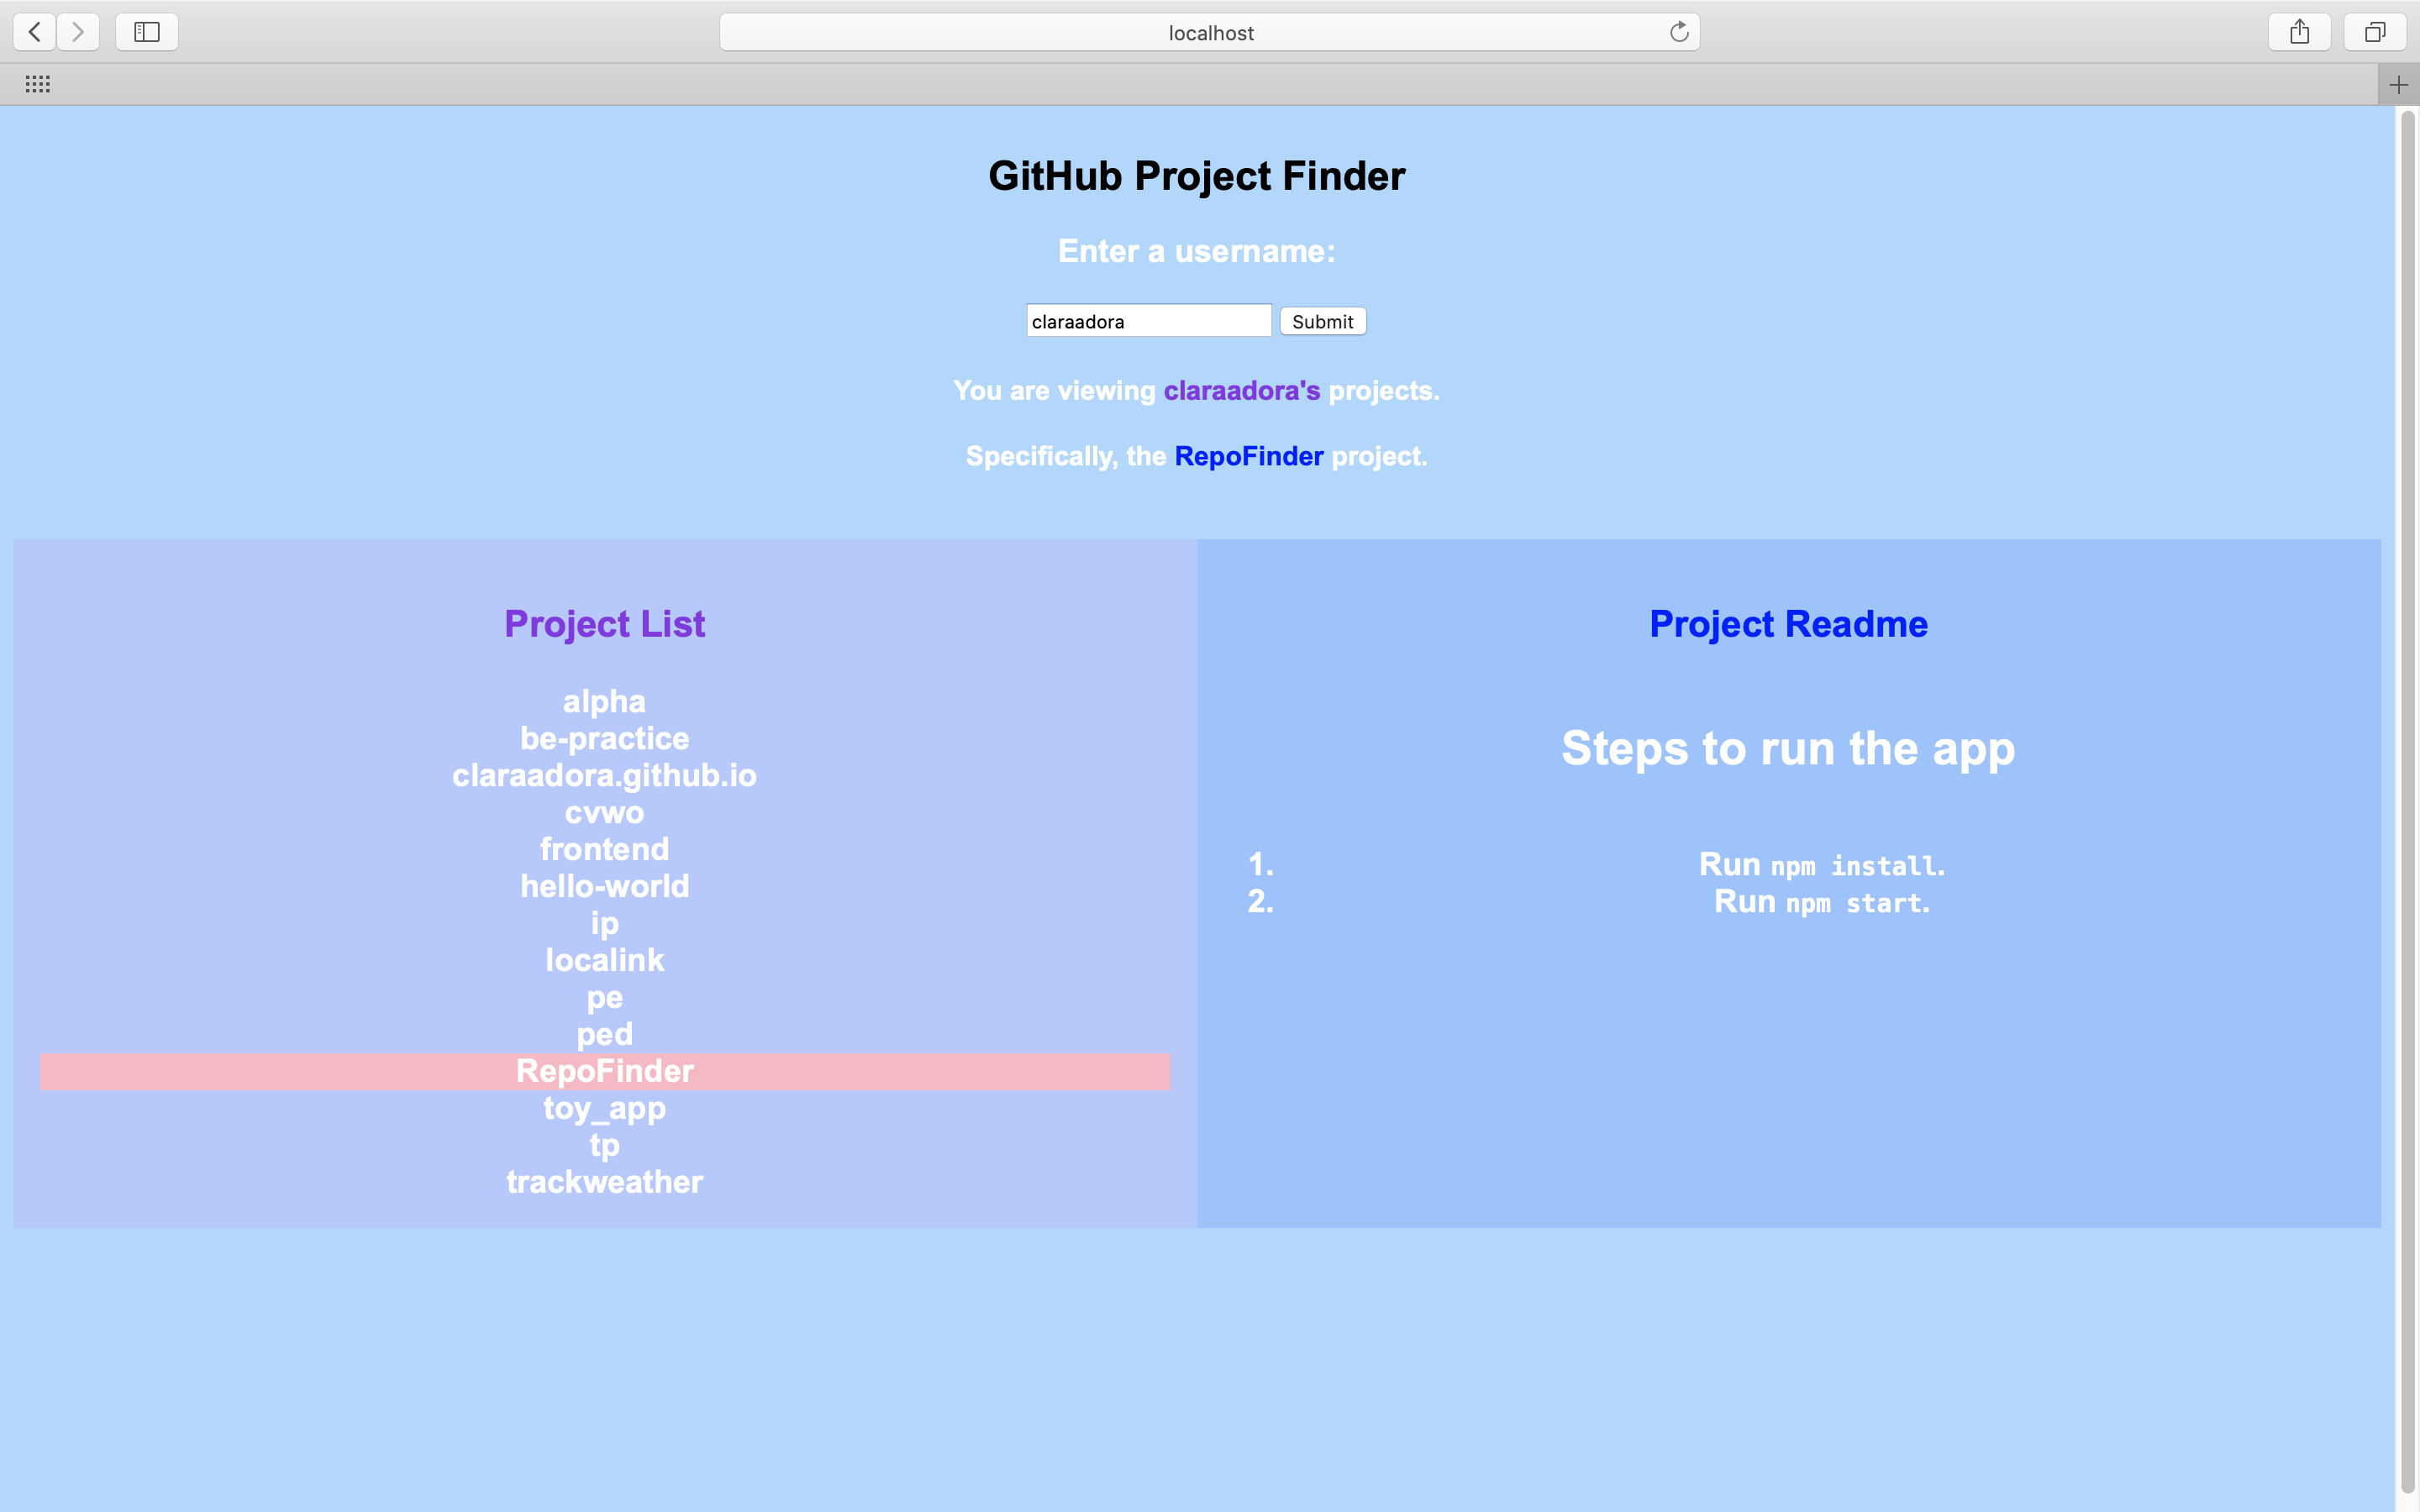 localhost
GitHub Project Finder
Enter a username:
claraadora Submit
You are viewing claraadora's projects.
Specifically, the RepoFinder project.
Project List
alpha
be-practice
claraadora.github.io
cvwo
frontend
hello-world
ip
localink
pe
ped
RepoFinder
toy_app
tp
trackweather
Project Readme
Steps to run the app
1. Run npm install.
2. Run npm start.